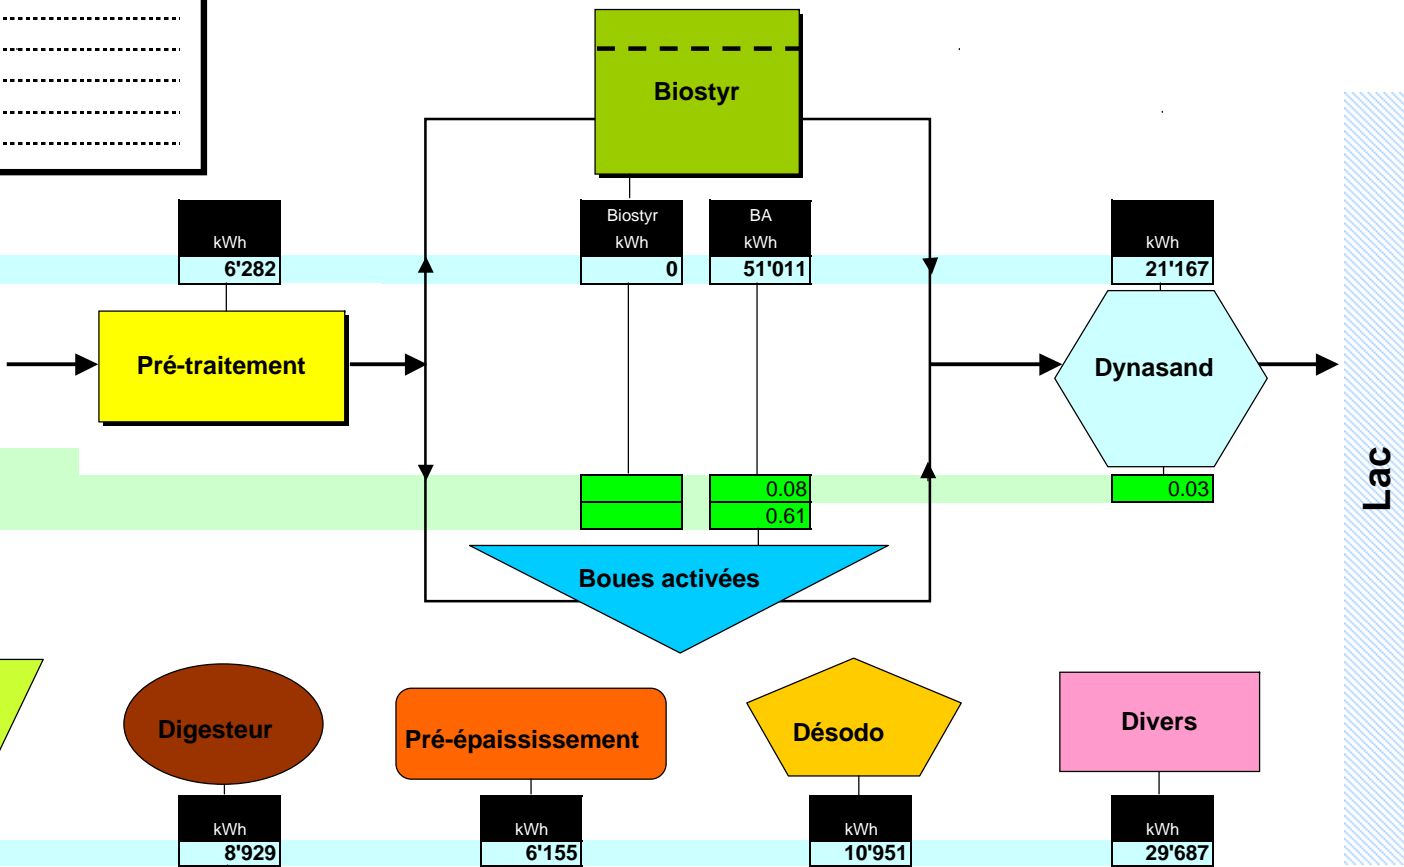 Biostyr
kWh
6'282
Biostyr
kWh
0
BA
kWh
51'011
kWh
21'167
Pré-traitement
Dynasand
0.08
0.61
0.03
Boues activées
Lac
Digesteur
Pré-épaississement
Désodo
Divers
kWh
8'929
kWh
6'155
kWh
10'951
kWh
29'687